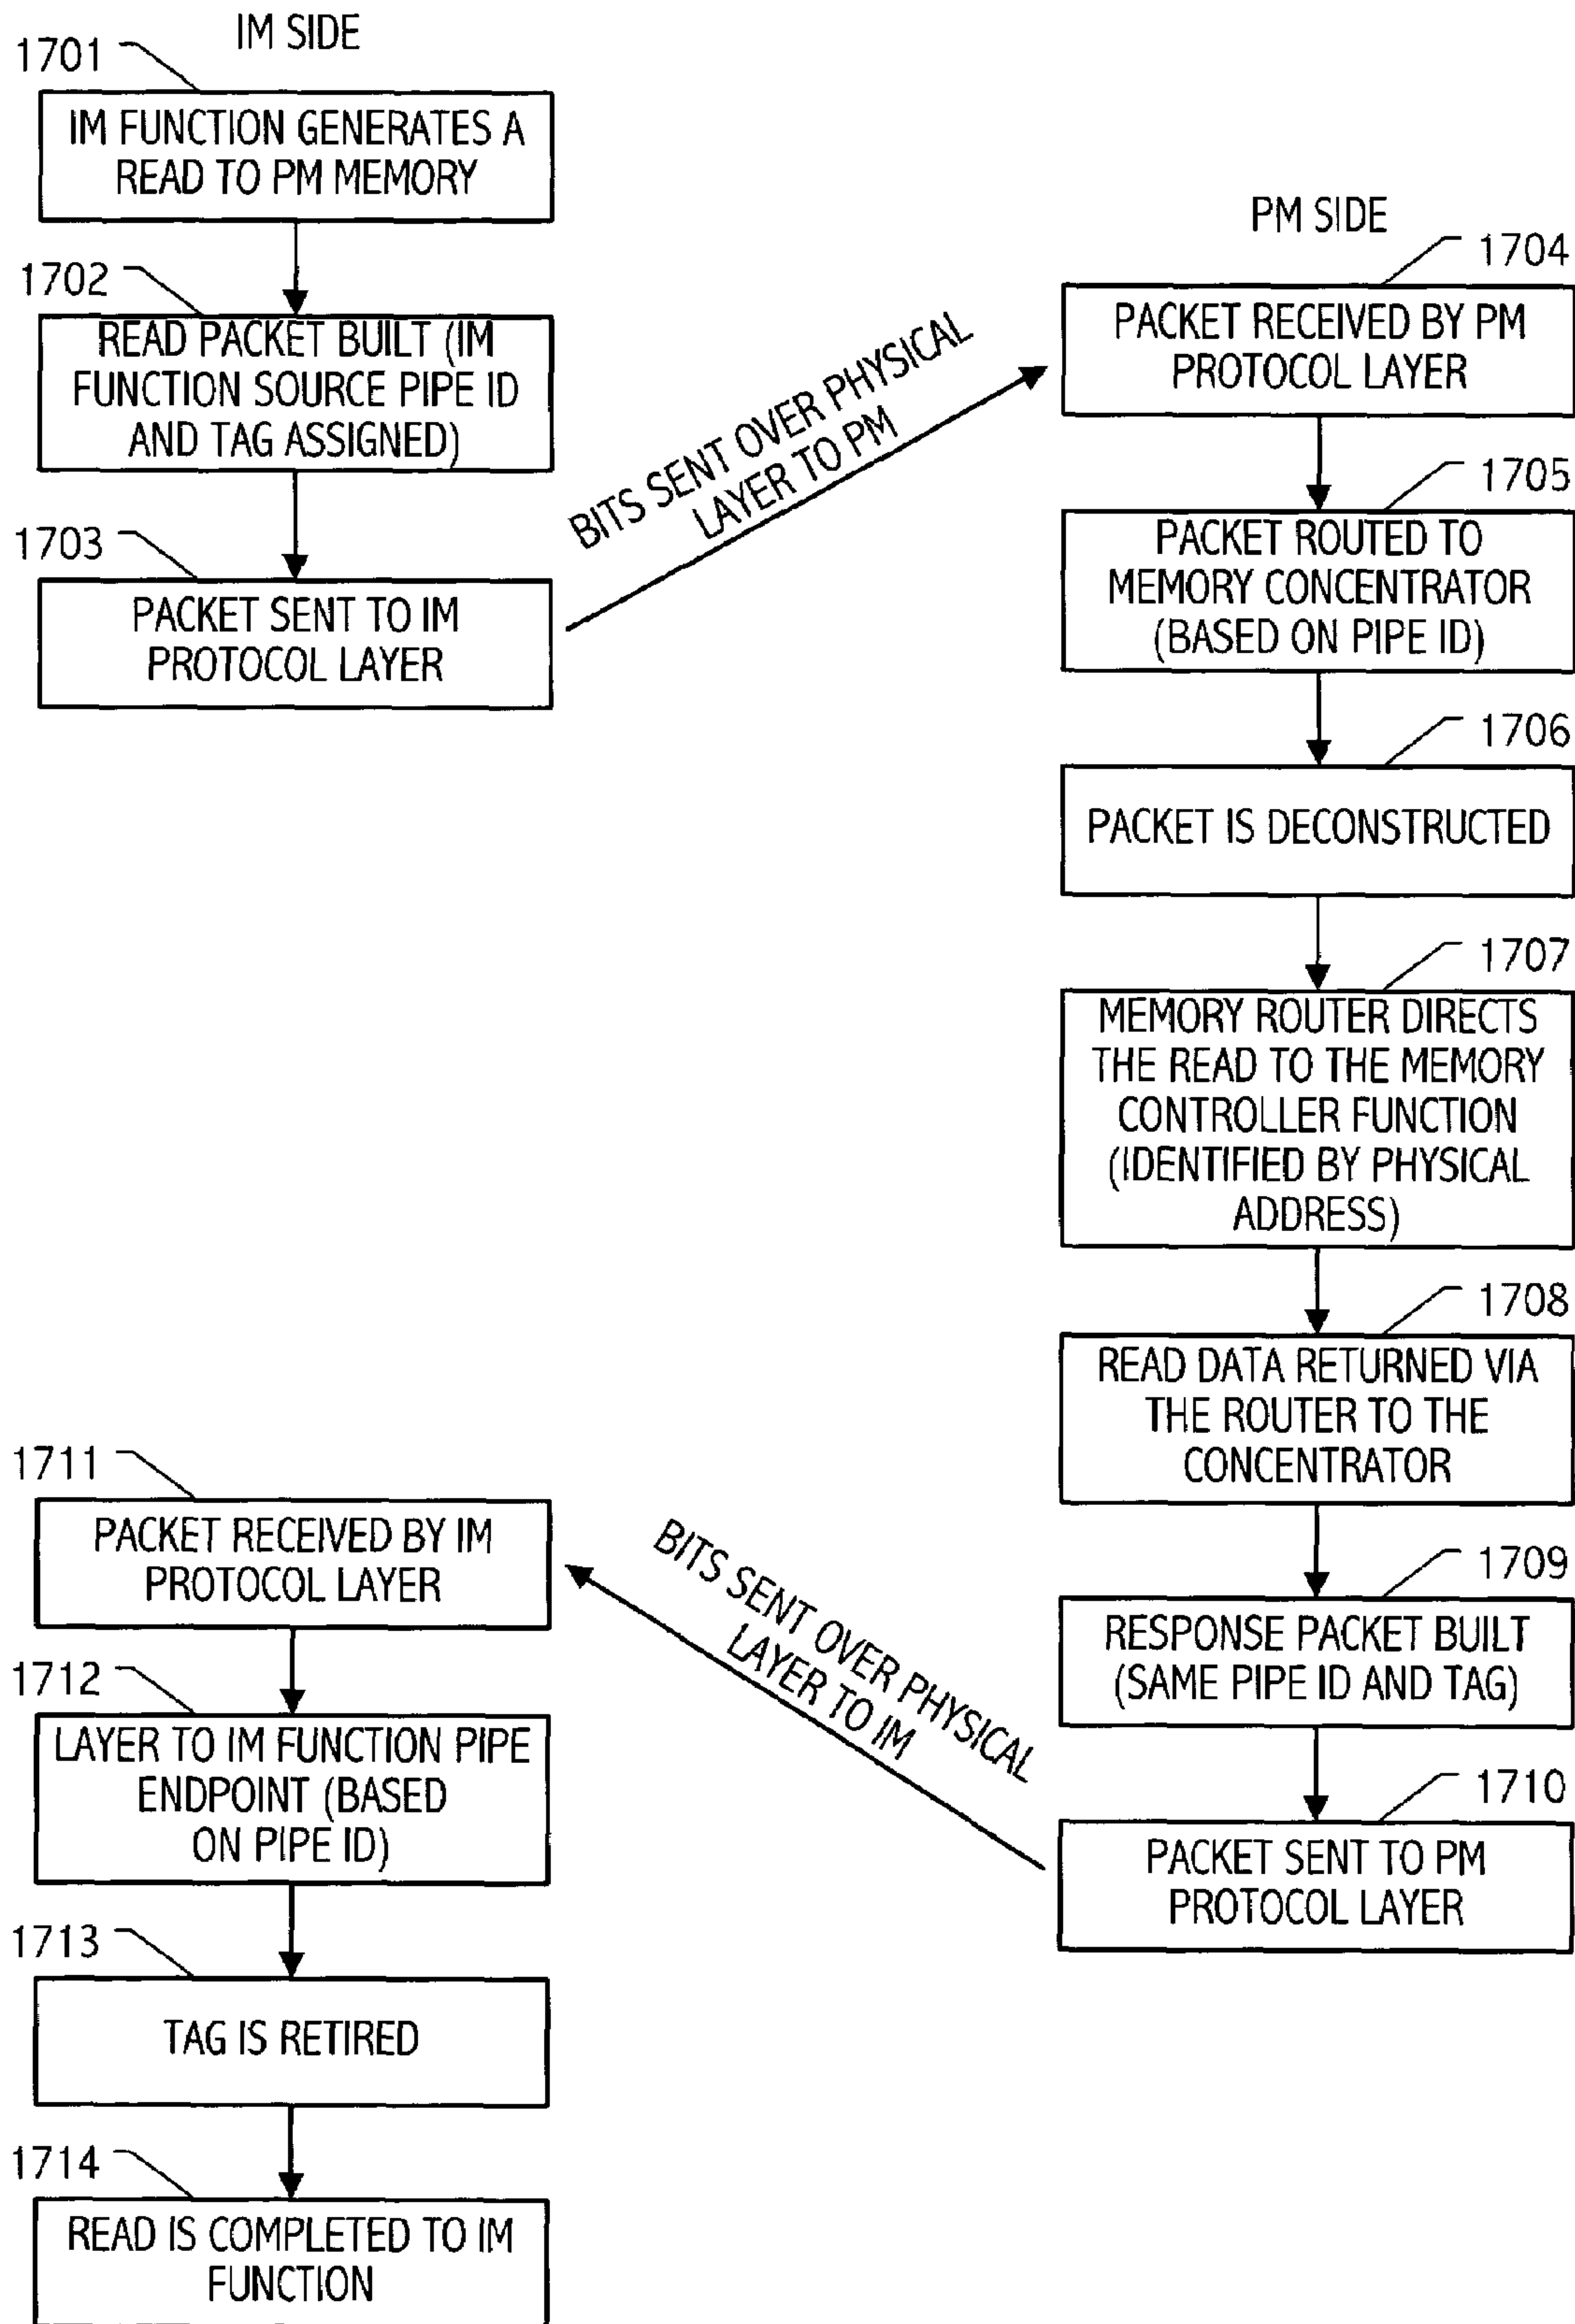 IM SIDE
1701
IM FUNCTION GENERATES A
READ TO PM MEMORY
1702
READ PACKET BUILT (IM
FUNCTION SOURCE PIPE ID
AND TAG ASSIGNED)
1703
PACKET SENT TO IM
PROTOCOL LAYER
BITS SENT OVER PHYSICAL
LAYER TO PM
PM SIDE
1704
PACKET RECEIVED BY PM
PROTOCOL LAYER
1705
PACKET ROUTED TO
MEMORY CONCENTRATOR
(BASED ON PIPE ID)
1706
PACKET IS DECONSTRUCTED
1707
MEMORY ROUTER DIRECTS
THE READ TO THE MEMORY
CONTROLLER FUNCTION
(IDENTIFIED BY PHYSICAL
ADDRESS)
1708
READ DATA RETURNED VIA
THE ROUTER TO THE
CONCENTRATOR
1709
RESPONSE PACKET BUILT
(SAME PIPE ID AND TAG)
1710
PACKET SENT TO PM
PROTOCOL LAYER
BITS SENT OVER PHYSICAL
LAYER TO IM
1711
PACKET RECEIVED BY IM
PROTOCOL LAYER
1712
LAYER TO IM FUNCTION PIPE
ENDPOINT (BASED
ON PIPE ID)
1713
TAG IS RETIRED
1714
READ IS COMPLETED TO IM
FUNCTION